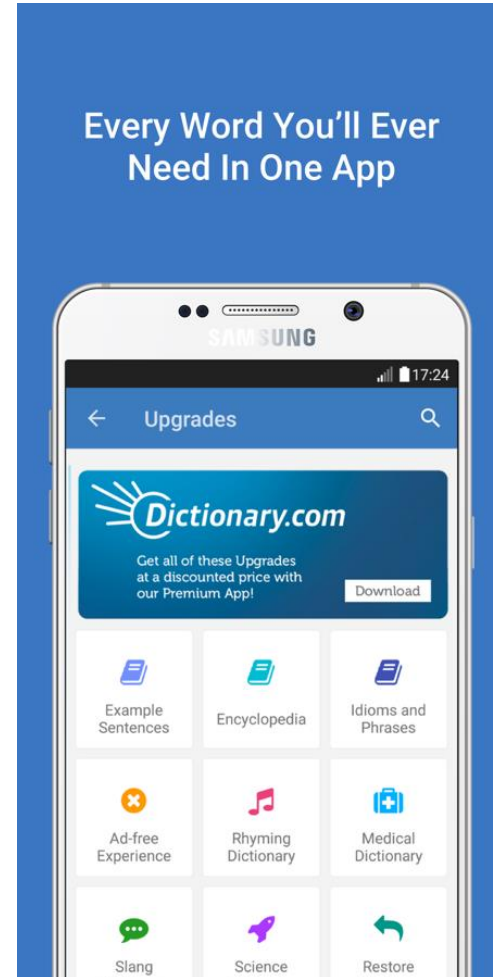 Every Word You'll Ever
Need In One App
SAMSUNG
17:24
Upgrades
Dictionary.com
Get all of these Upgrades
at a discounted price with
our Premium App!
Download
Example
Sentences
Encyclopedia
Idioms and
Phrases
Ad-free
Experience
Rhyming
Dictionary
Medical
Dictionary
Slang
Science
Restore